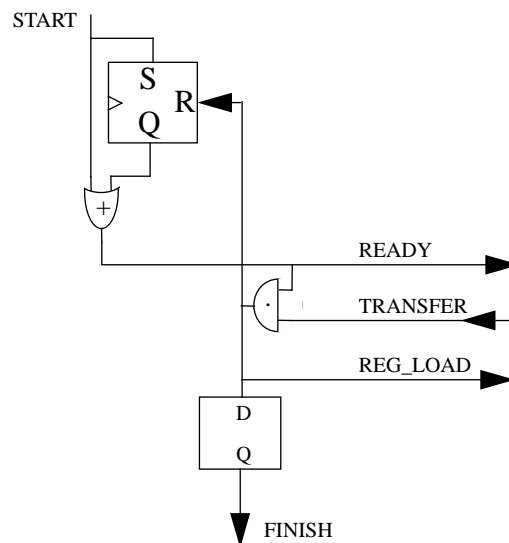 START
S
R
Q
+
READY
·
TRANSFER
REG_LOAD
D
Q
FINISH